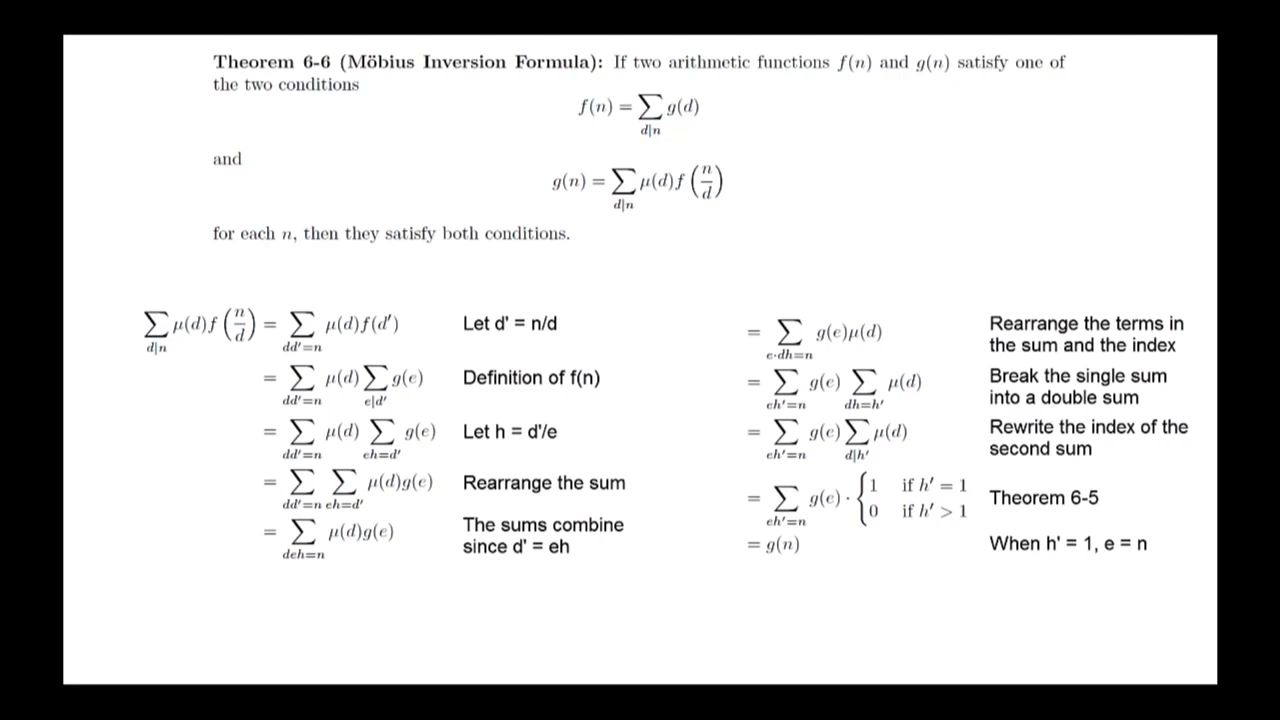 Theorem 6-6 (Möbius Inversion Formula): If two arithmetic functions f(n) and g(n) satisfy one of
the two conditions
f(n) = ∑_{d|n} g(d)
and
g(n) = ∑_{d|n} μ(d)f(n/d)
for each n, then they satisfy both conditions.
∑_{d|n} μ(d)f(n/d) = ∑_{dd'=n} μ(d)f(d') Let d' = n/d
= ∑_{dd'=n} μ(d) ∑_{e|d'} g(e) Definition of f(n)
= ∑_{dd'=n} μ(d) ∑_{eh=d'} g(e) Let h = d'/e
= ∑_{dd'=n} ∑_{eh=d'} μ(d)g(e) Rearrange the sum
= ∑_{deh=n} μ(d)g(e) The sums combine
since d' = eh
= ∑_{e·dh=n} g(e)μ(d) Rearrange the terms in
the sum and the index
= ∑_{eh'=n} g(e) ∑_{dh=h'} μ(d) Break the single sum
into a double sum
= ∑_{eh'=n} g(e) ∑_{d|h'} μ(d) Rewrite the index of the
second sum
= ∑_{eh'=n} g(e) · { 1 if h' = 1
0 if h' > 1 Theorem 6-5
= g(n) When h' = 1, e = n